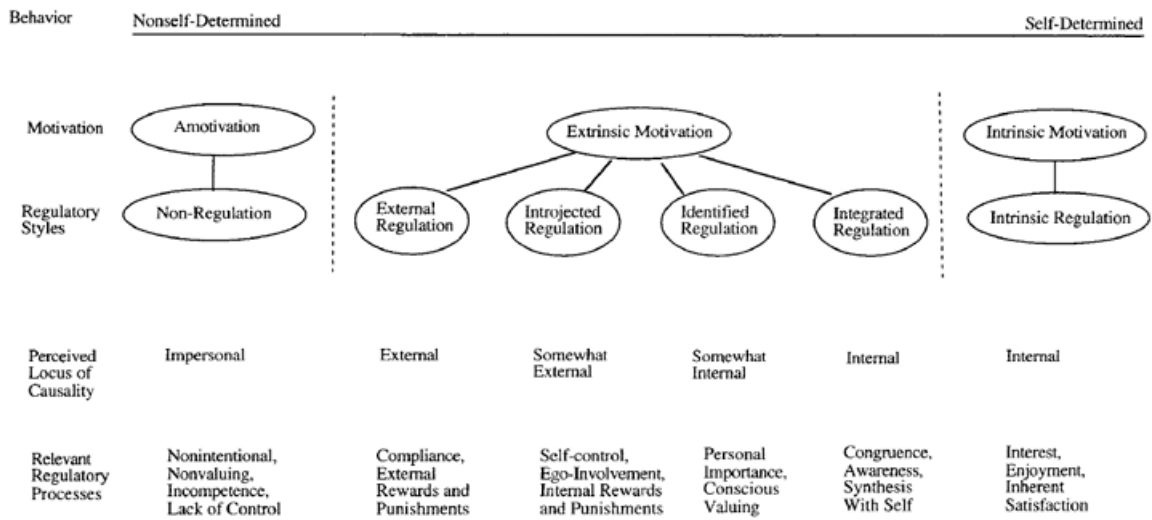 Behavior Nonself-Determined Self-Determined
Motivation Amotivation Extrinsic Motivation Intrinsic Motivation
Regulatory
Styles
Non-Regulation
External
Regulation
Introjected
Regulation
Identified
Regulation
Integrated
Regulation
Intrinsic Regulation
Perceived
Locus of
Causality
Impersonal
External
Somewhat
External
Somewhat
Internal
Internal
Internal
Relevant
Regulatory
Processes
Nonintentional,
Nonvaluing,
Incompetence,
Lack of Control
Compliance,
External
Rewards and
Punishments
Self-control,
Ego-Involvement,
Internal Rewards
and Punishments
Personal
Importance,
Conscious
Valuing
Congruence,
Awareness,
Synthesis
With Self
Interest,
Enjoyment,
Inherent
Satisfaction